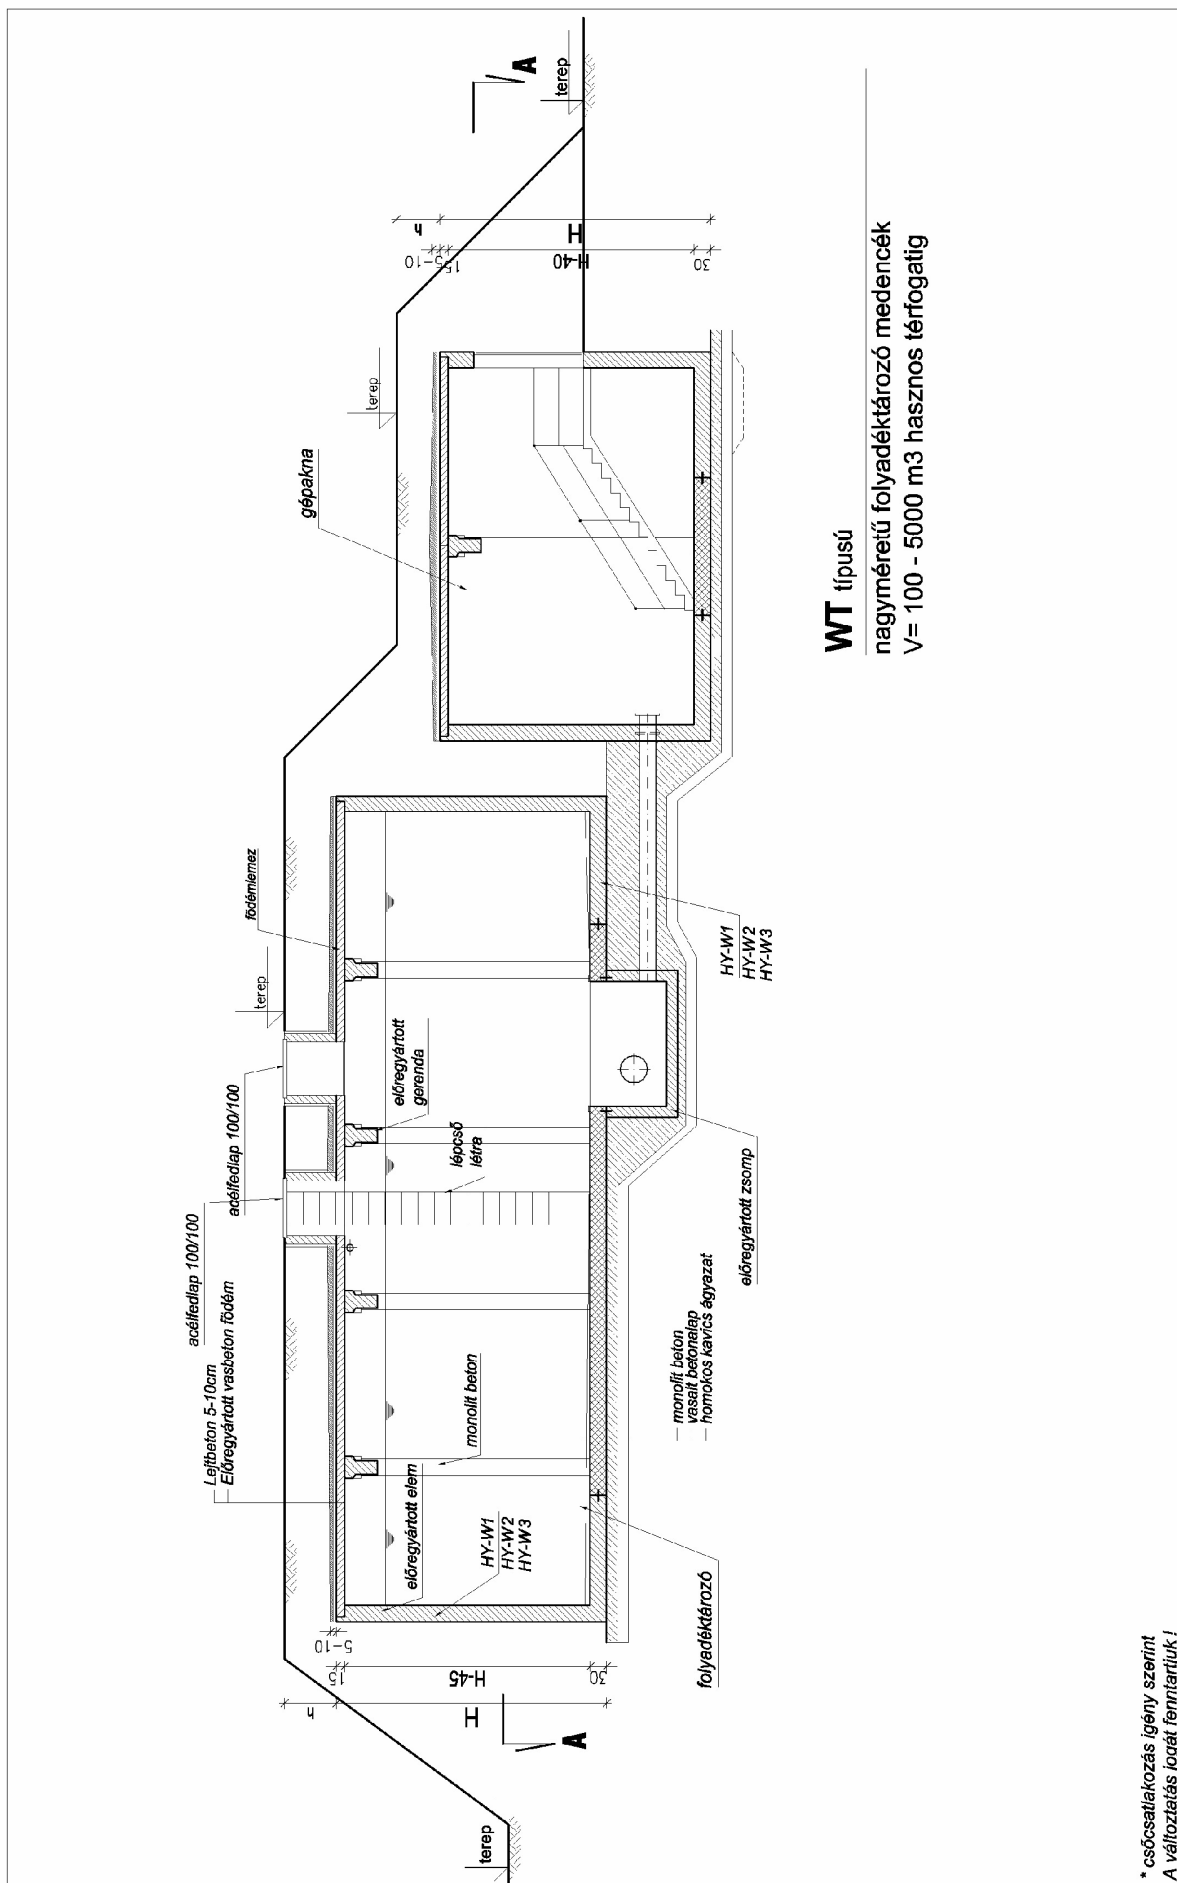 terep
A
terep
h
H
5-10
15
H-40
30
terep
gépakna
WT típusú
nagyméretű folyadéktározó medencék
V= 100 - 5000 m3 hasznos térfogatig
födémlemez
terep
acélfedlap 100/100
acélfedlap 100/100
Lejtbeton 5-10cm
Előregyártott vasbeton födém
előregyártott
gerenda
lépcső
létra
monolit beton
előregyártott elem
HY-W1
HY-W2
HY-W3
HY-W1
HY-W2
HY-W3
előregyártott zsomp
monolit beton
vasalt betonalap
homokos kavics ágyazat
folyadéktározó
5-10
15
H-45
30
h
H
A
terep
* csőcsatlakozás igény szerint
A változtatás jogát fenntartjuk !